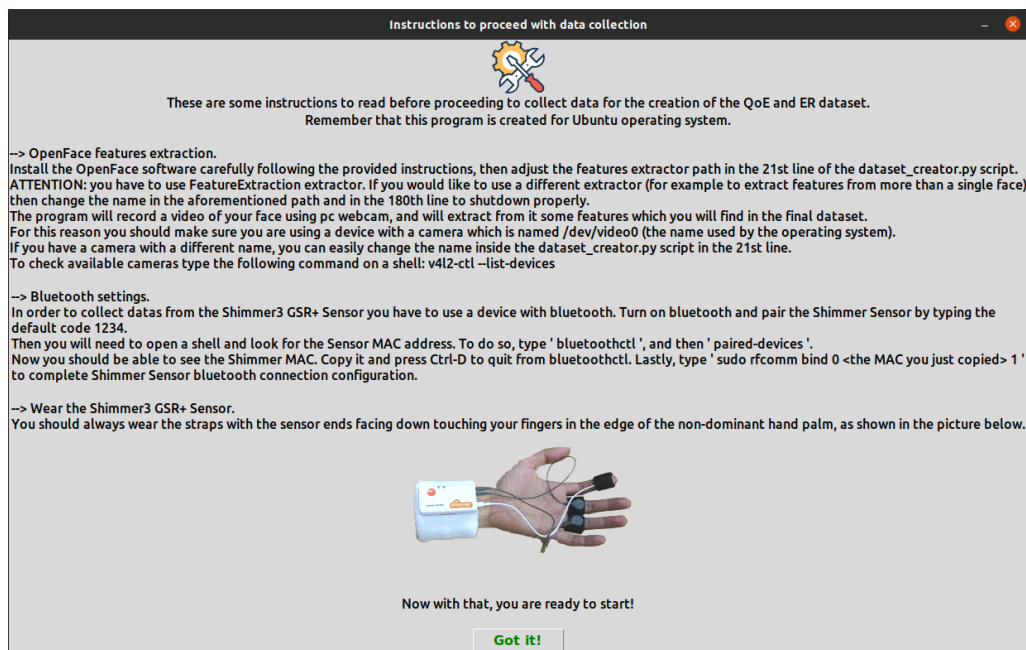 Instructions to proceed with data collection
These are some instructions to read before proceeding to collect data for the creation of the QoE and ER dataset.
Remember that this program is created for Ubuntu operating system.
--> OpenFace features extraction.
Install the OpenFace software carefully following the provided instructions, then adjust the features extractor path in the 21st line of the dataset_creator.py script.
ATTENTION: you have to use FeatureExtraction extractor. If you would like to use a different extractor (for example to extract features from more than a single face)
then change the name in the aforementioned path and in the 180th line to shutdown properly.
The program will record a video of your face using pc webcam, and will extract from it some features which you will find in the final dataset.
For this reason you should make sure you are using a device with a camera which is named /dev/video0 (the name used by the operating system).
If you have a camera with a different name, you can easily change the name inside the dataset_creator.py script in the 21st line.
To check available cameras type the following command on a shell: v4l2-ctl --list-devices
--> Bluetooth settings.
In order to collect datas from the Shimmer3 GSR+ Sensor you have to use a device with bluetooth. Turn on bluetooth and pair the Shimmer Sensor by typing the
default code 1234.
Then you will need to open a shell and look for the Sensor MAC address. To do so, type ' bluetoothctl ', and then ' paired-devices '.
Now you should be able to see the Shimmer MAC. Copy it and press Ctrl-D to quit from bluetoothctl. Lastly, type ' sudo rfcomm bind 0 <the MAC you just copied> 1 '
to complete Shimmer Sensor bluetooth connection configuration.
--> Wear the Shimmer3 GSR+ Sensor.
You should always wear the straps with the sensor ends facing down touching your fingers in the edge of the non-dominant hand palm, as shown in the picture below.
Now with that, you are ready to start!
Got it!